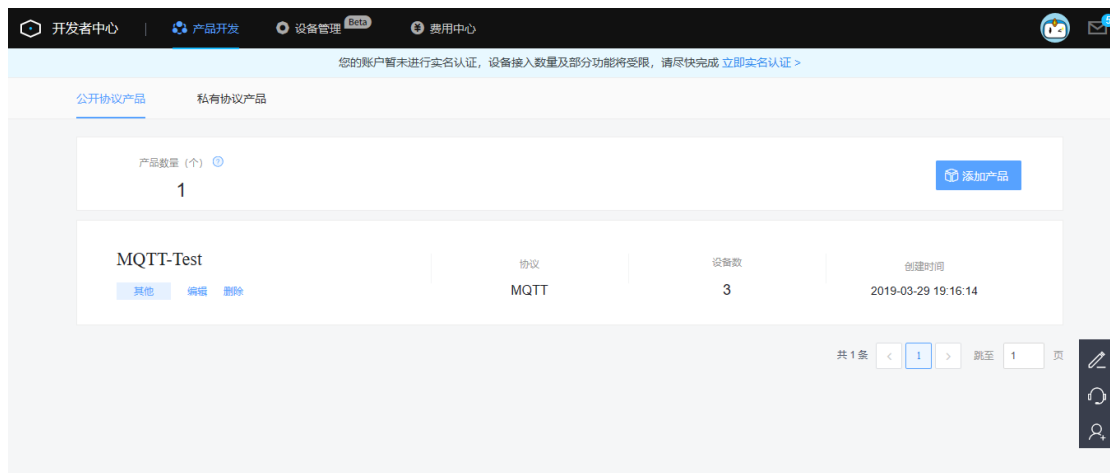 开发者中心 | 产品开发 设备管理 Beta 费用中心
您的账户暂未进行实名认证，设备接入数量及部分功能将受限，请尽快完成 立即实名认证 >
公开协议产品 私有协议产品
产品数量（个） ?
1
添加产品
MQTT-Test
其他 编辑 删除
协议
MQTT
设备数
3
创建时间
2019-03-29 19:16:14
共 1 条 < 1 > 跳至 1 页